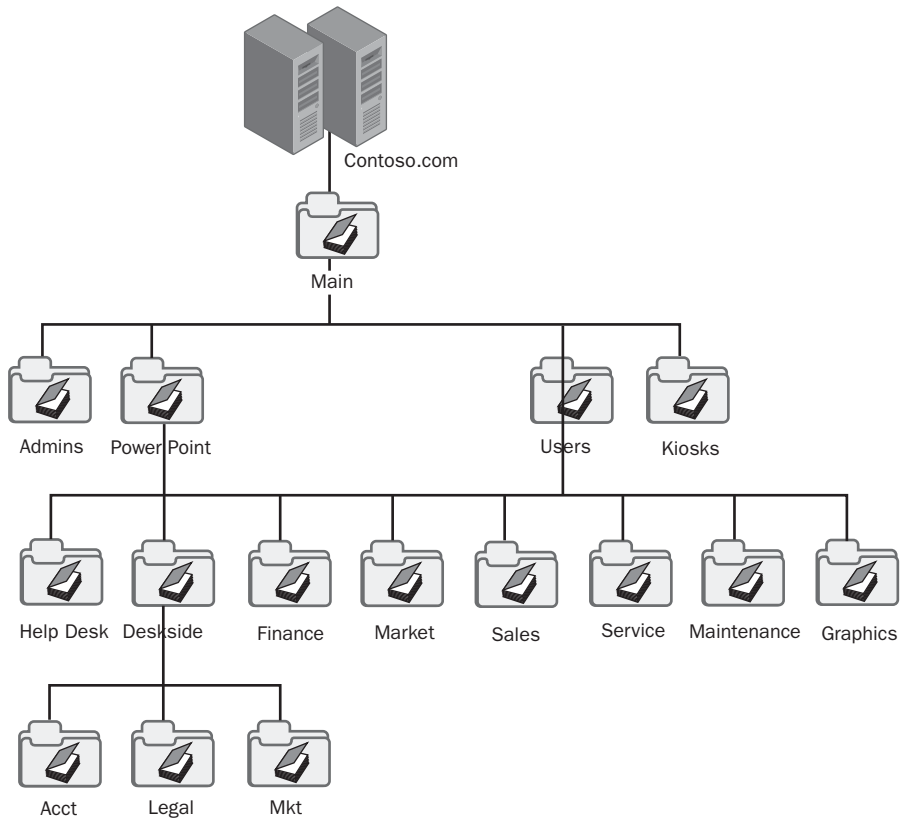 Contoso.com
Main
Admins
Power Point
Users
Kiosks
Help Desk
Deskside
Finance
Market
Sales
Service
Maintenance
Graphics
Acct
Legal
Mkt